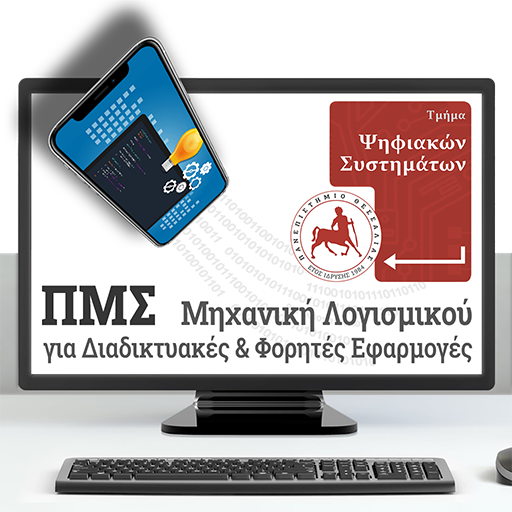 Τμήμα
Ψηφιακών
Συστημάτων
ΠΑΝΕΠΙΣΤΗΜΙΟ ΘΕΣΣΑΛΙΑΣ
ΕΤΟΣ ΙΔΡΥΣΗΣ 1984
ΠΜΣ Μηχανική Λογισμικού
για Διαδικτυακές & Φορητές Εφαρμογές